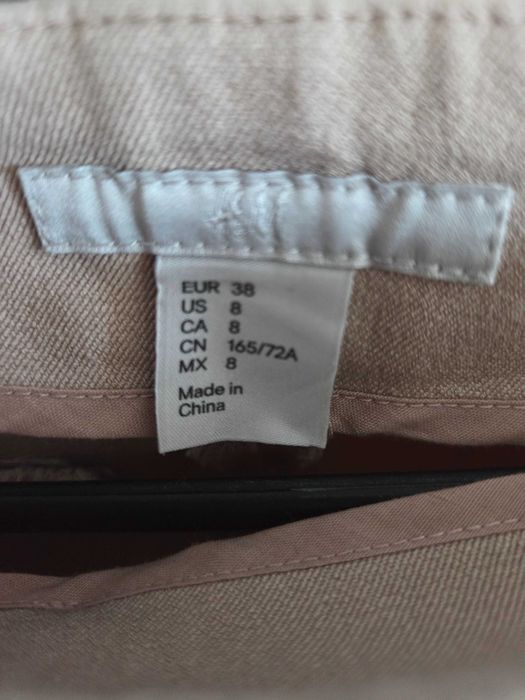 EUR 38
US 8
CA 8
CN 165/72A
MX 8
Made in
China